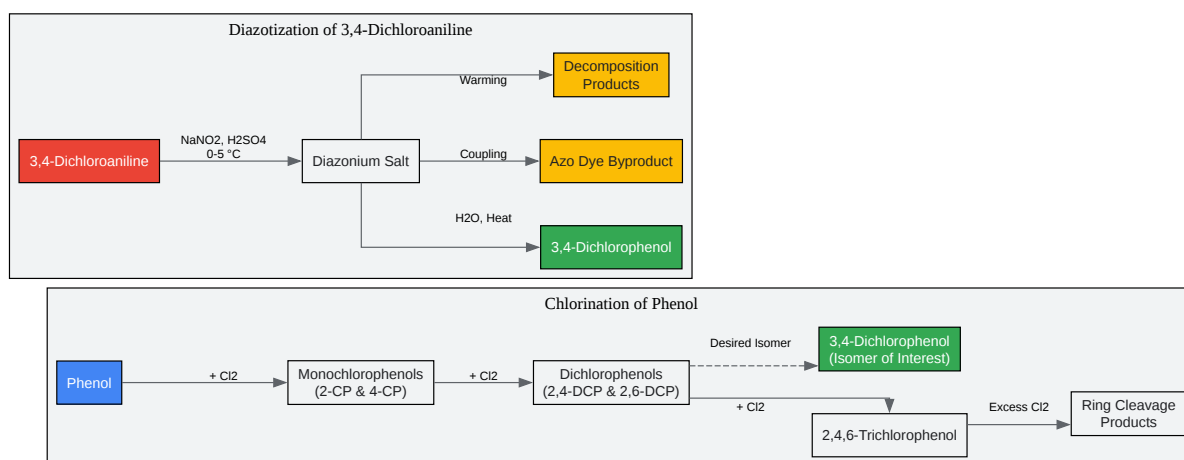 Diazotization of 3,4-Dichloroaniline
Decomposition
Products
Warming
NaNO2, H2SO4
0-5 °C
3,4-Dichloroaniline
Diazonium Salt
Coupling
Azo Dye Byproduct
H2O, Heat
3,4-Dichlorophenol
Chlorination of Phenol
Phenol
+ Cl2
Monochlorophenols
(2-CP & 4-CP)
+ Cl2
Dichlorophenols
(2,4-DCP & 2,6-DCP)
Desired Isomer
3,4-Dichlorophenol
(Isomer of Interest)
+ Cl2
2,4,6-Trichlorophenol
Excess Cl2
Ring Cleavage
Products